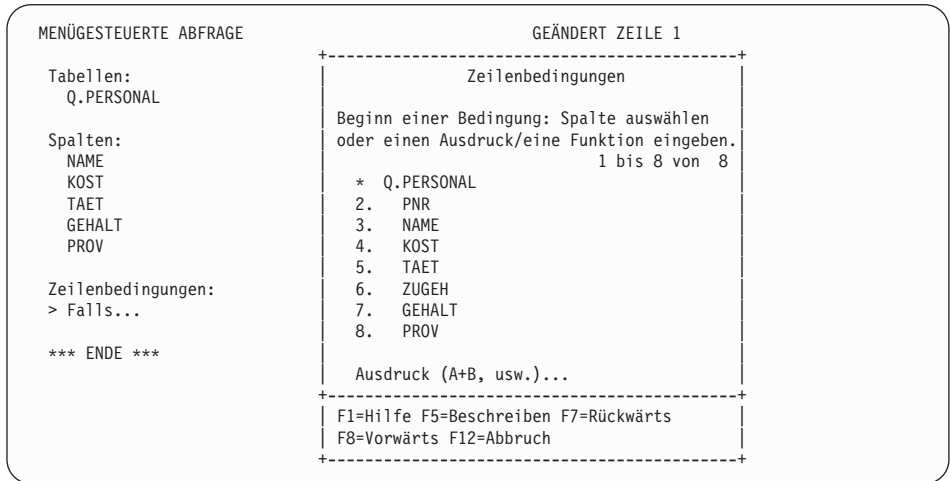 MENÜGESTEUERTE ABFRAGE
GEÄNDERT ZEILE 1
Tabellen:
Q.PERSONAL
Spalten:
NAME
KOST
TAET
GEHALT
PROV
Zeilenbedingungen:
> Falls...
*** ENDE ***
Zeilenbedingungen
Beginn einer Bedingung: Spalte auswählen
oder einen Ausdruck/eine Funktion eingeben.
1 bis 8 von 8
* Q.PERSONAL
2. PNR
3. NAME
4. KOST
5. TAET
6. ZUGEH
7. GEHALT
8. PROV
Ausdruck (A+B, usw.)...
F1=Hilfe F5=Beschreiben F7=Rückwärts
F8=Vorwärts F12=Abbruch